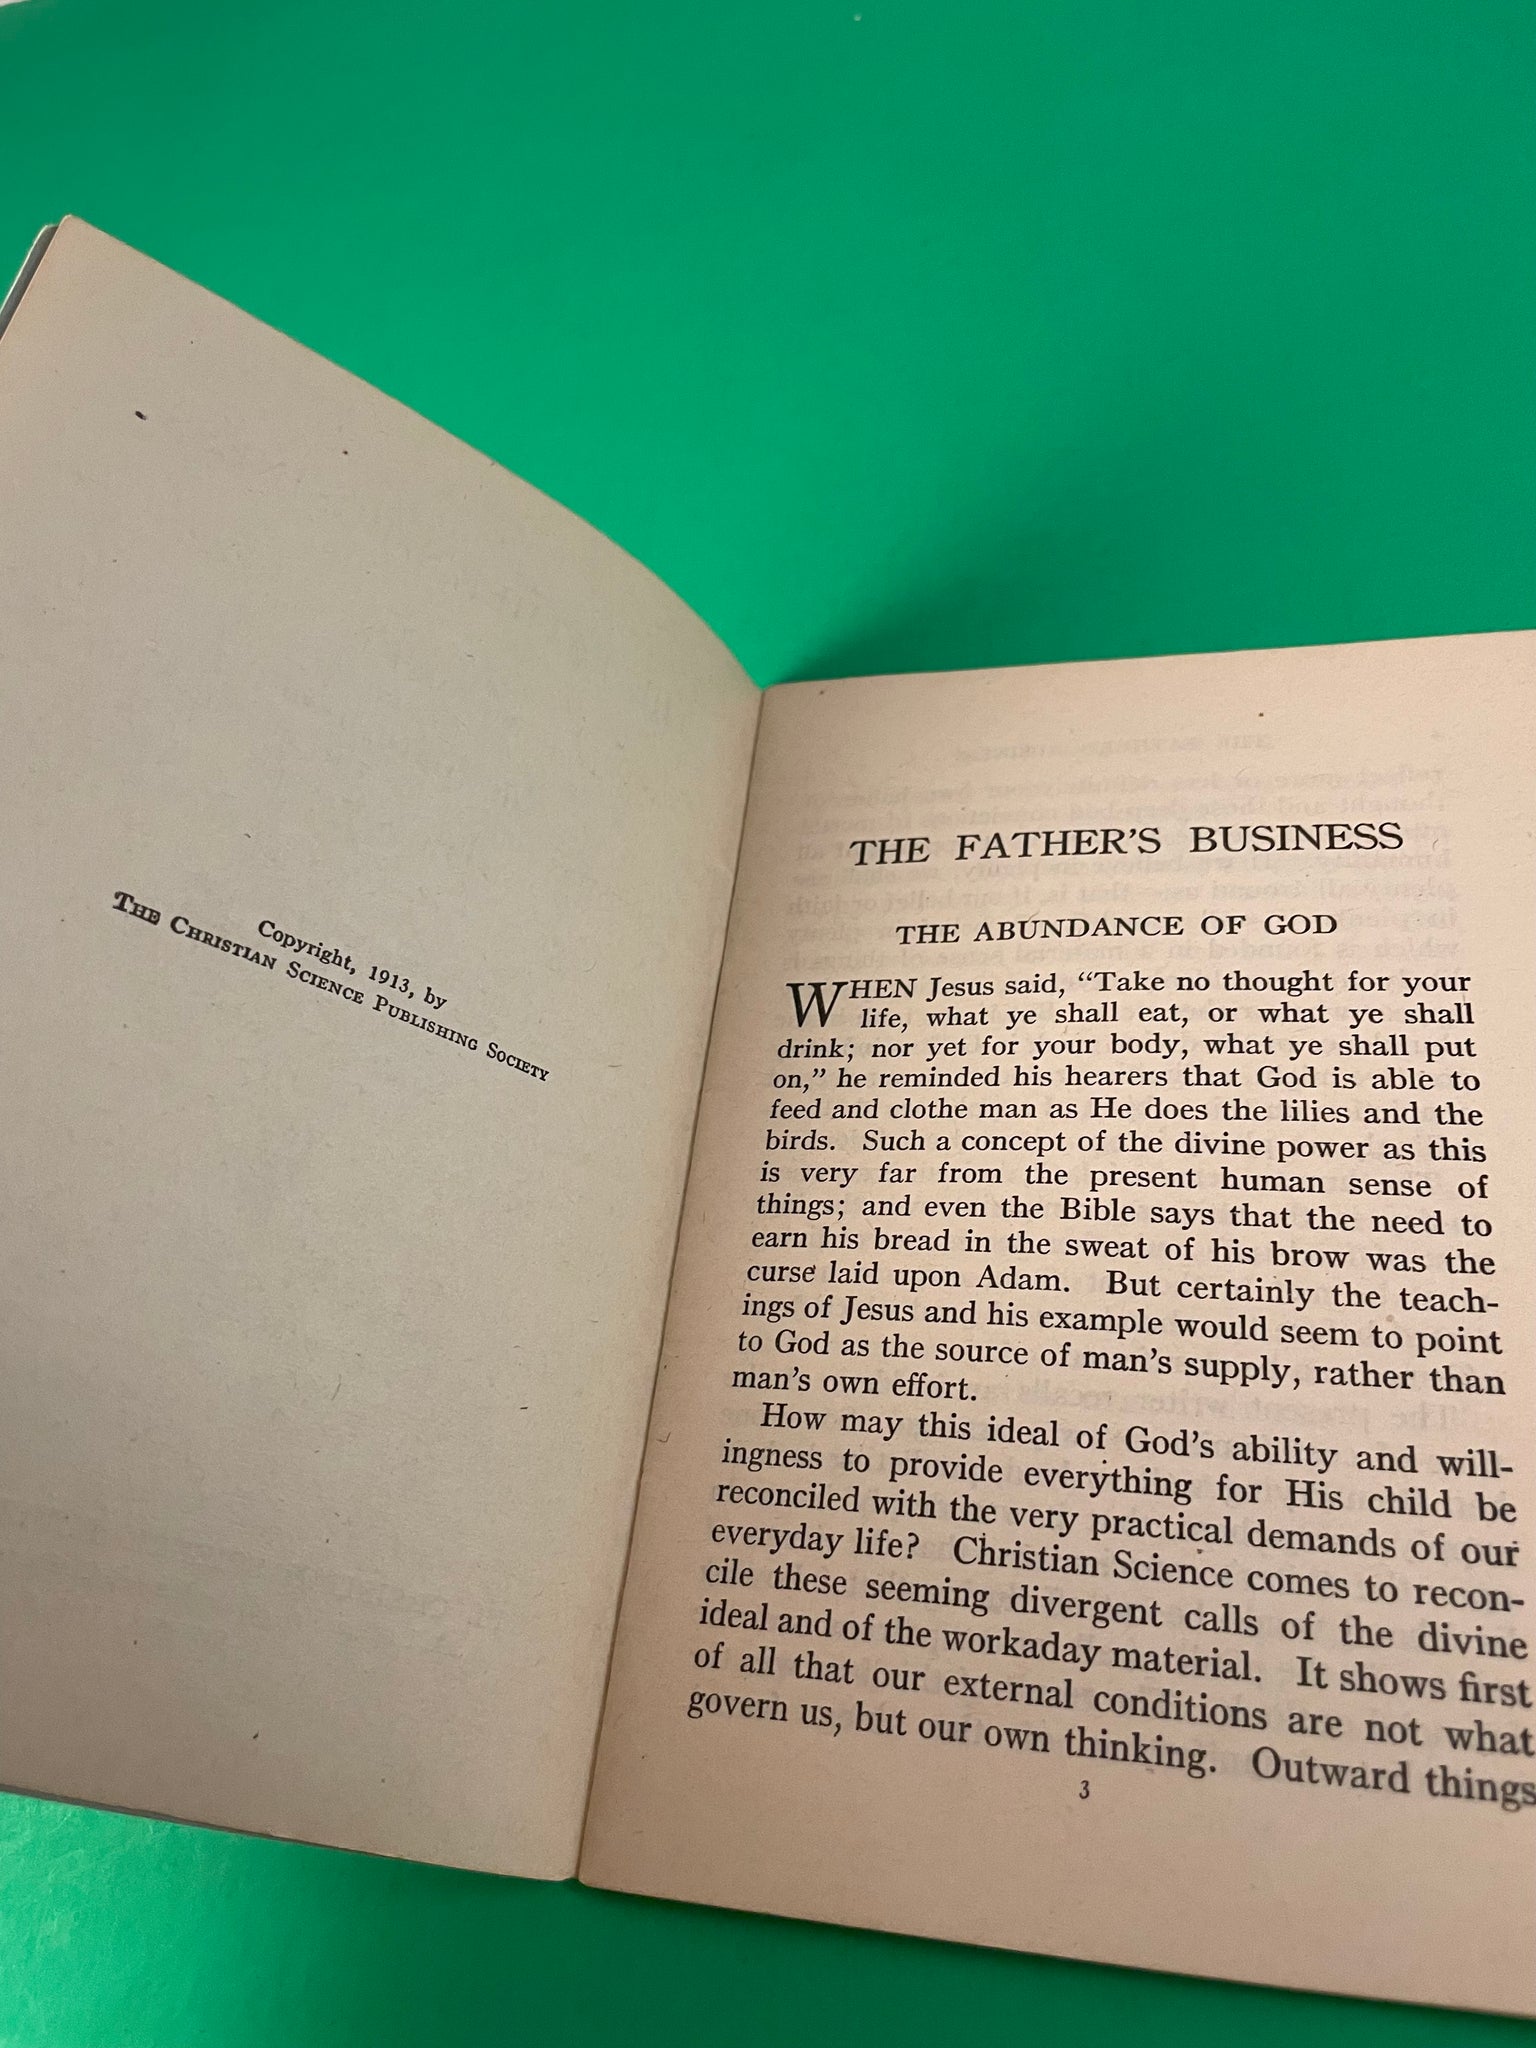 Copyright, 1913, by
THE CHRISTIAN SCIENCE PUBLISHING SOCIETY
THE FATHER'S BUSINESS
THE ABUNDANCE OF GOD
WHEN Jesus said, “Take no thought for your
life, what ye shall eat, or what ye shall
drink; nor yet for your body, what ye shall put
on,” he reminded his hearers that God is able to
feed and clothe man as He does the lilies and the
birds. Such a concept of the divine power as this
is very far from the present human sense of
things; and even the Bible says that the need to
earn his bread in the sweat of his brow was the
curse laid upon Adam. But certainly the teach-
ings of Jesus and his example would seem to point
to God as the source of man’s supply, rather than
man’s own effort.
How may this ideal of God’s ability and will-
ingness to provide everything for His child be
reconciled with the very practical demands of our
everyday life? Christian Science comes to recon-
cile these seeming divergent calls of the divine
ideal and of the workaday material. It shows first
of all that our external conditions are not what
govern us, but our own thinking. Outward things
3